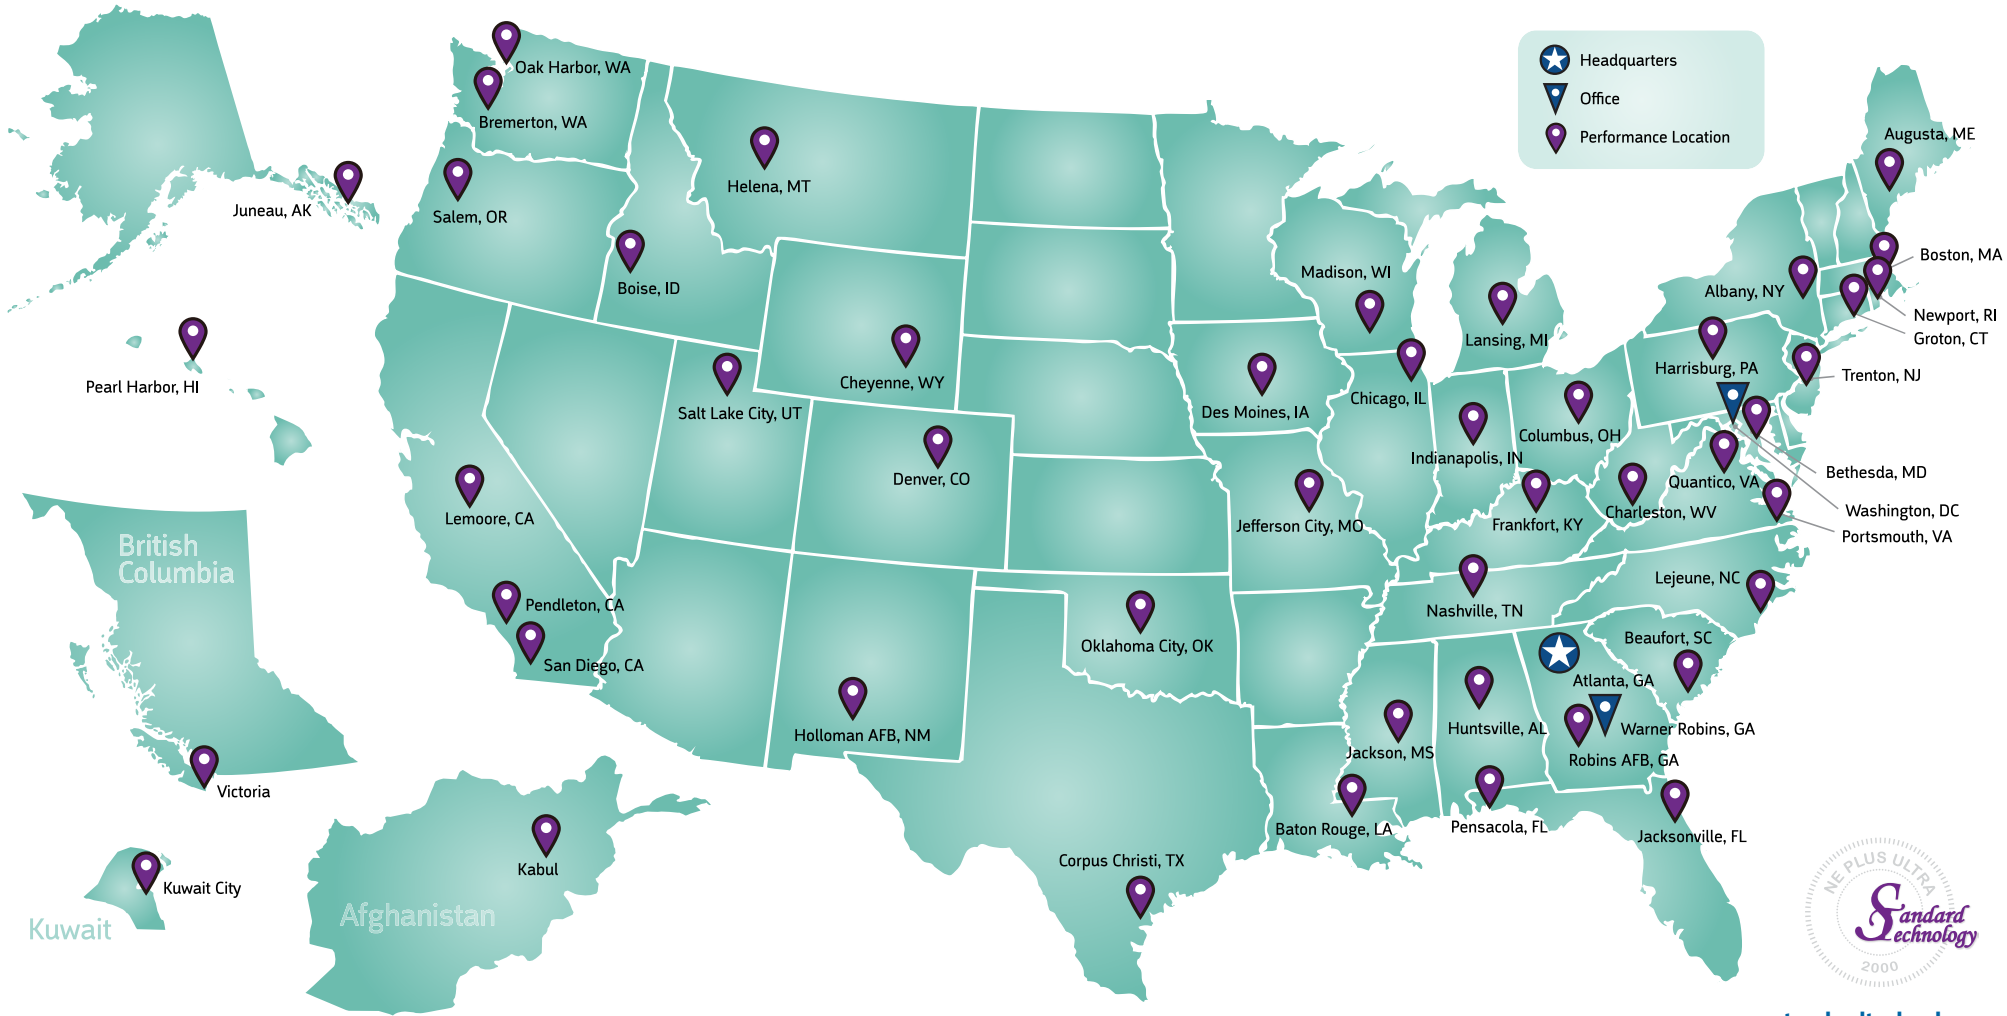 Headquarters
Office
Performance Location
Oak Harbor, WA
Bremerton, WA
Augusta, ME
Helena, MT
Juneau, AK
Salem, OR
Boise, ID
Boston, MA
Madison, WI
Albany, NY
Newport, RI
Groton, CT
Lansing, MI
Harrisburg, PA
Trenton, NJ
Pearl Harbor, HI
Cheyenne, WY
Salt Lake City, UT
Des Moines, IA
Chicago, IL
Columbus, OH
Indianapolis, IN
Bethesda, MD
Denver, CO
Quantico, VA
Washington, DC
Lemoore, CA
Jefferson City, MO
Frankfort, KY
Charleston, WV
Portsmouth, VA
British
Columbia
Lejeune, NC
Pendleton, CA
Nashville, TN
Oklahoma City, OK
Beaufort, SC
San Diego, CA
Atlanta, GA
Holloman AFB, NM
Huntsville, AL
Warner Robins, GA
Jackson, MS
Robins AFB, GA
Victoria
Baton Rouge, LA
Pensacola, FL
Jacksonville, FL
Corpus Christi, TX
Kabul
Kuwait City
Afghanistan
Kuwait
NE PLUS ULTRA
Standard
Technology
2000